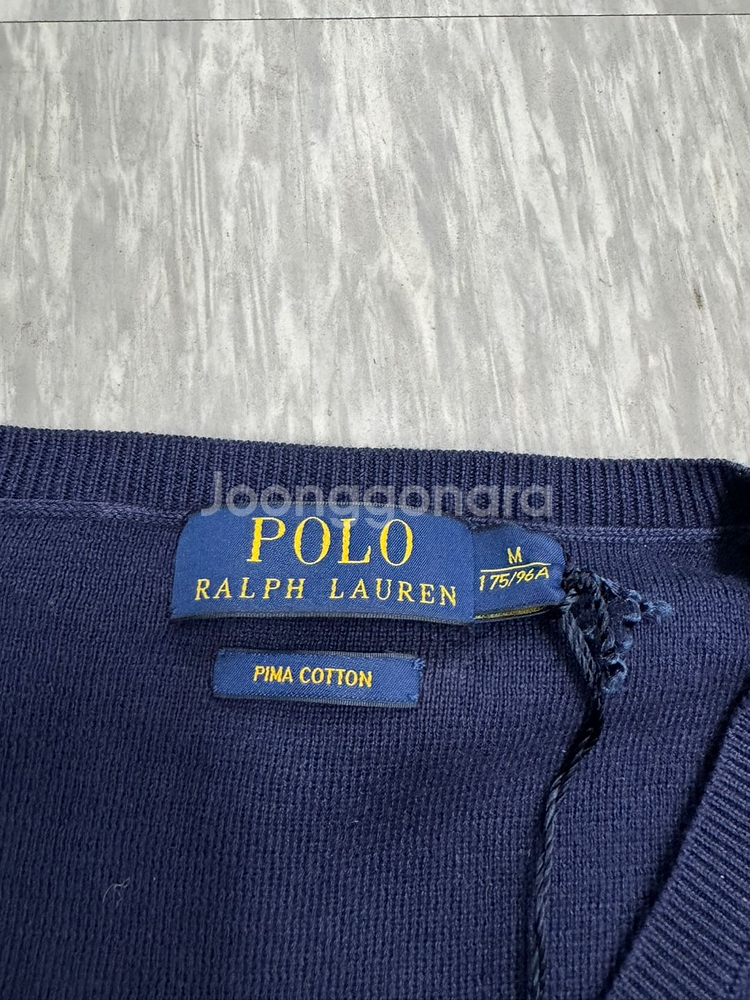 Joonggonara
POLO
RALPH LAUREN
M
175/96A
PIMA COTTON